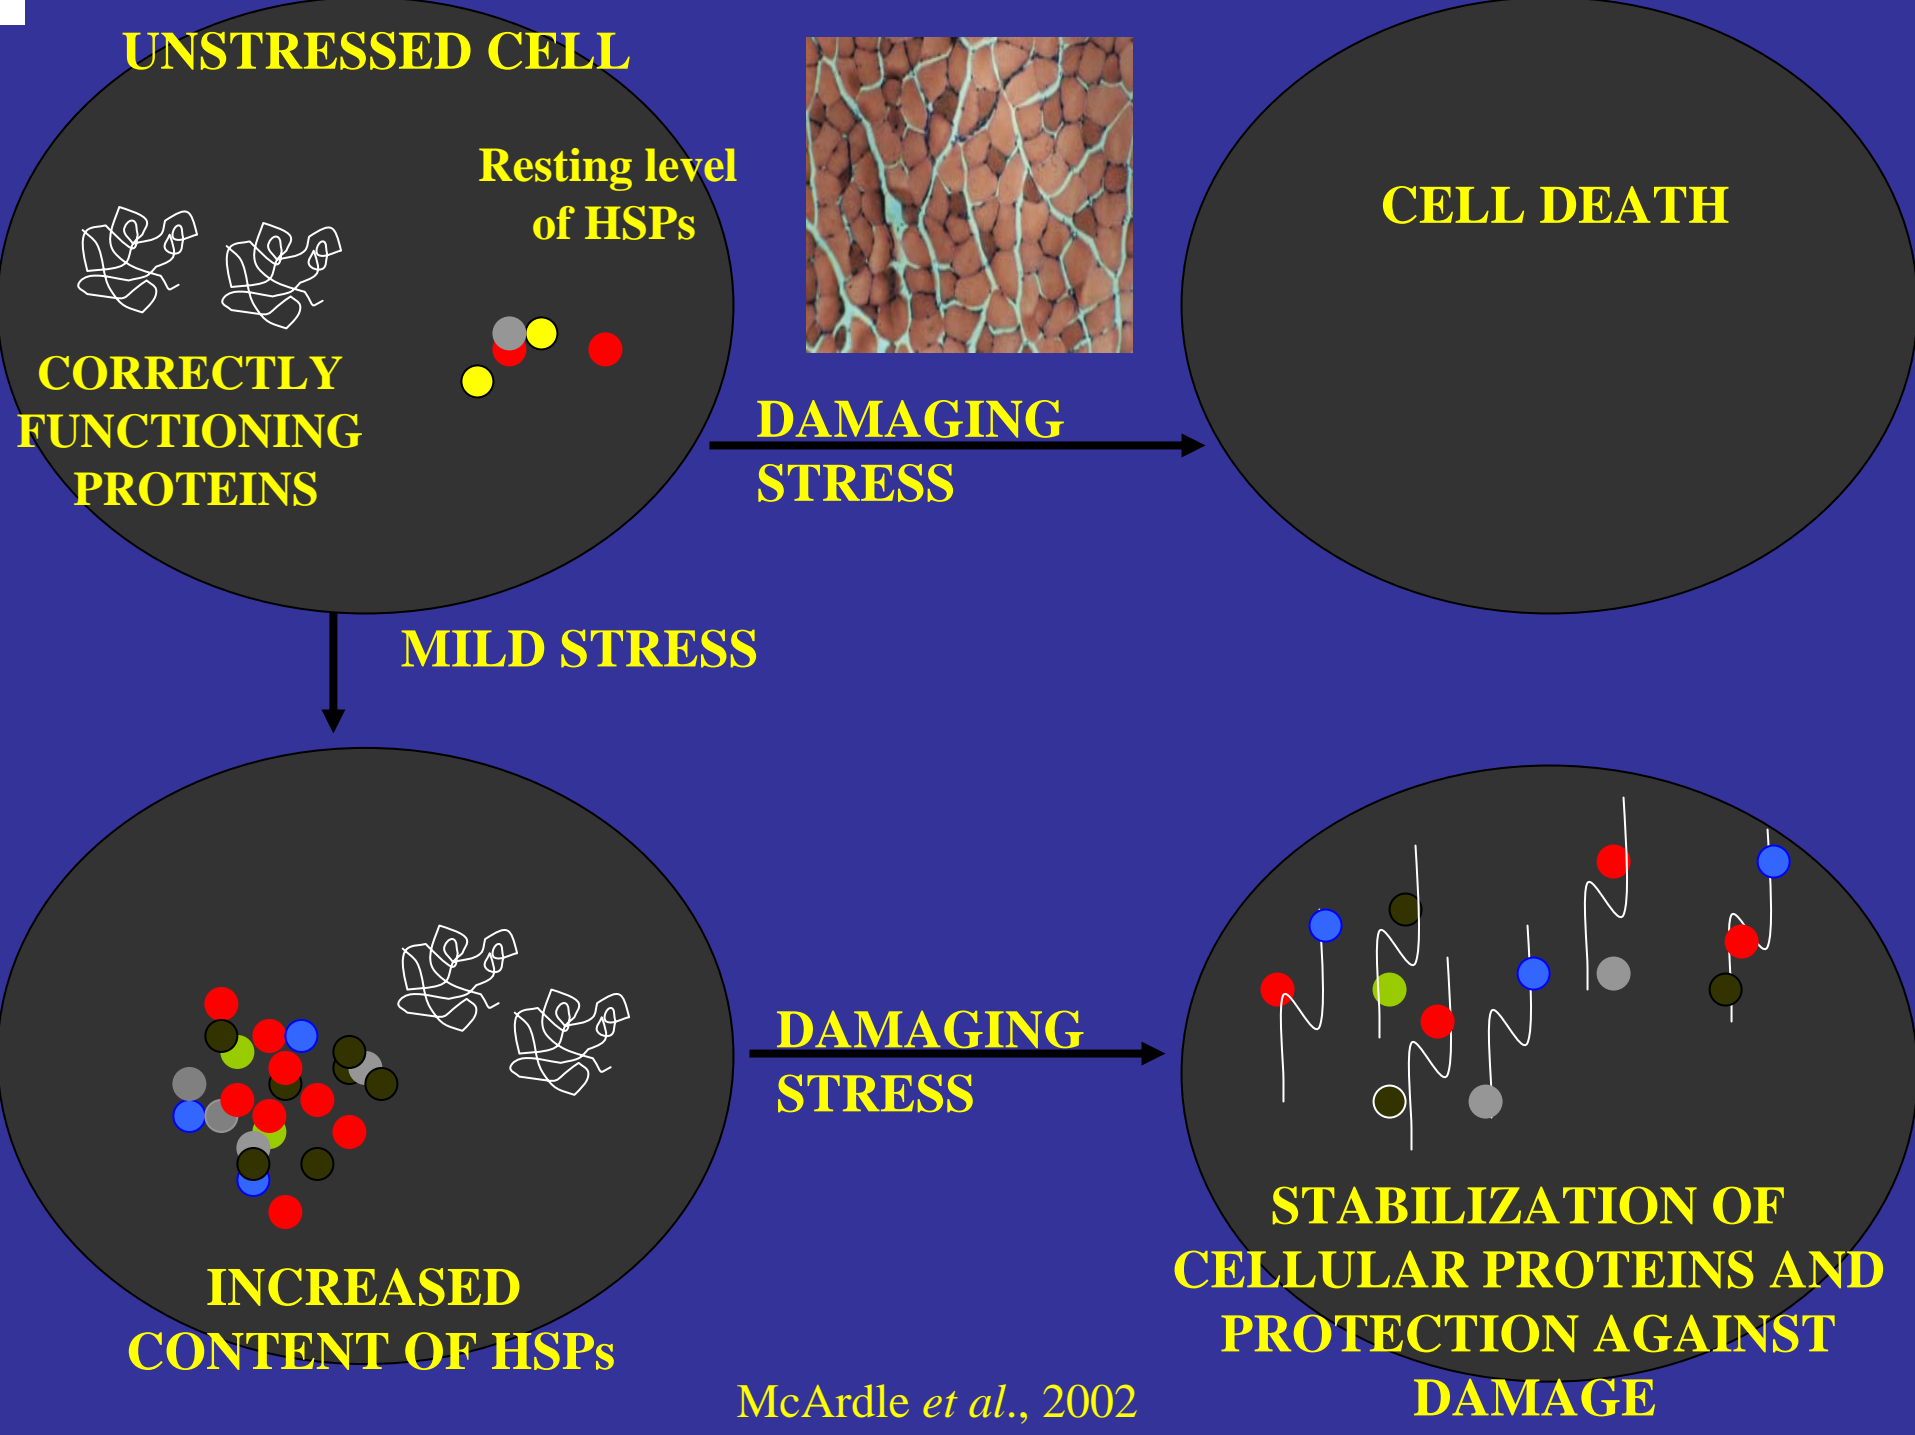 UNSTRESSED CELL
Resting level
of HSPs
CORRECTLY
FUNCTIONING
PROTEINS
DAMAGING
STRESS
CELL DEATH
MILD STRESS
INCREASED
CONTENT OF HSPs
DAMAGING
STRESS
STABILIZATION OF
CELLULAR PROTEINS AND
PROTECTION AGAINST
DAMAGE
McArdle et al., 2002